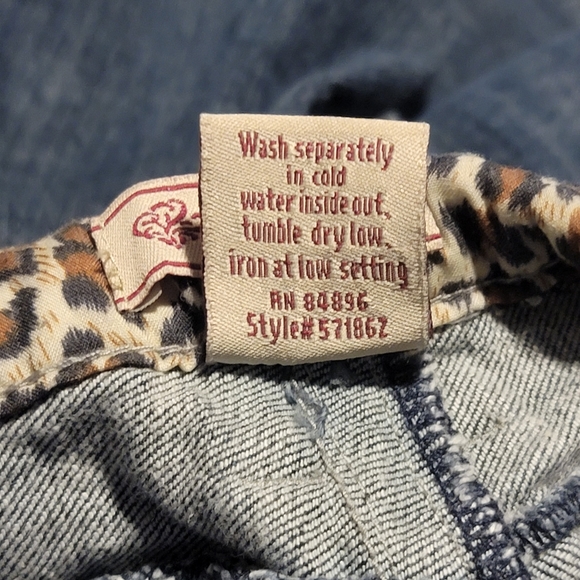 Wash separately
in cold
water inside out,
tumble dry low,
iron at low setting
RN 84896
Style#571862